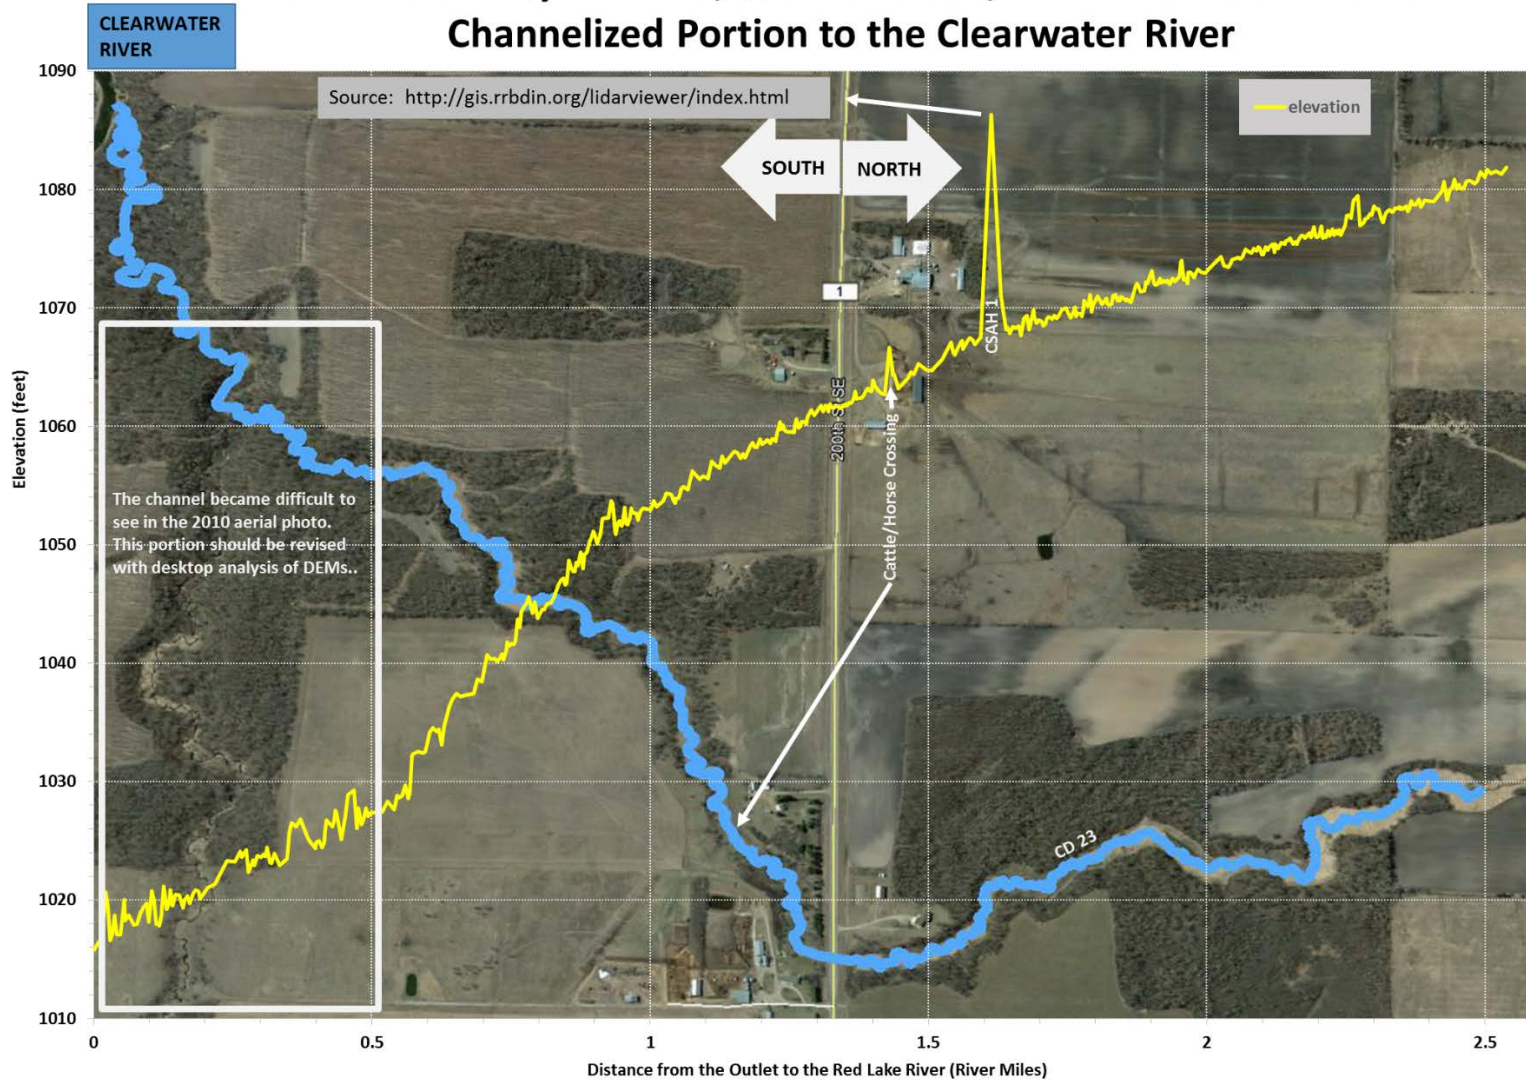 Channelized Portion to the Clearwater River
CLEARWATER
RIVER
Source: http://gis.rrbdin.org/lidarviewer/index.html
elevation
SOUTH
NORTH
1
CSAH 1
200th St SE
Cattle/Horse Crossing
The channel became difficult to
see in the 2010 aerial photo.
This portion should be revised
with desktop analysis of DEMs..
CD 23
Elevation (feet)
1090
1080
1070
1060
1050
1040
1030
1020
1010
0
0.5
1
1.5
2
2.5
Distance from the Outlet to the Red Lake River (River Miles)